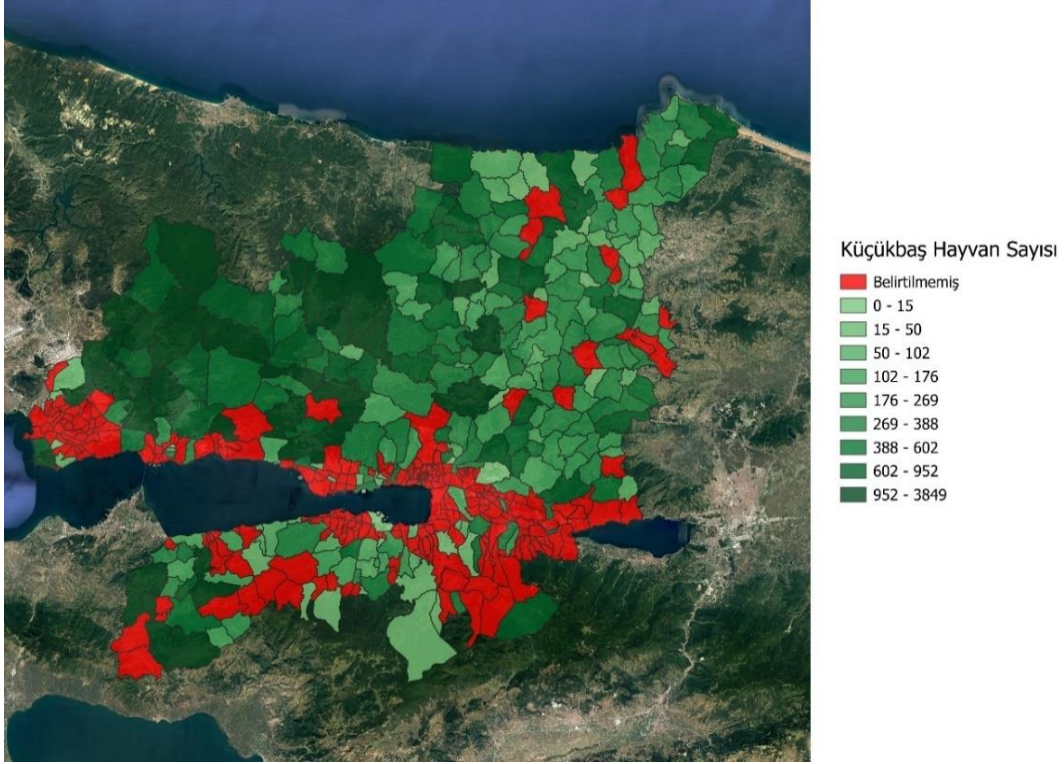 Küçükbaş Hayvan Sayısı
Belirtilmemiş
0 - 15
15 - 50
50 - 102
102 - 176
176 - 269
269 - 388
388 - 602
602 - 952
952 - 3849